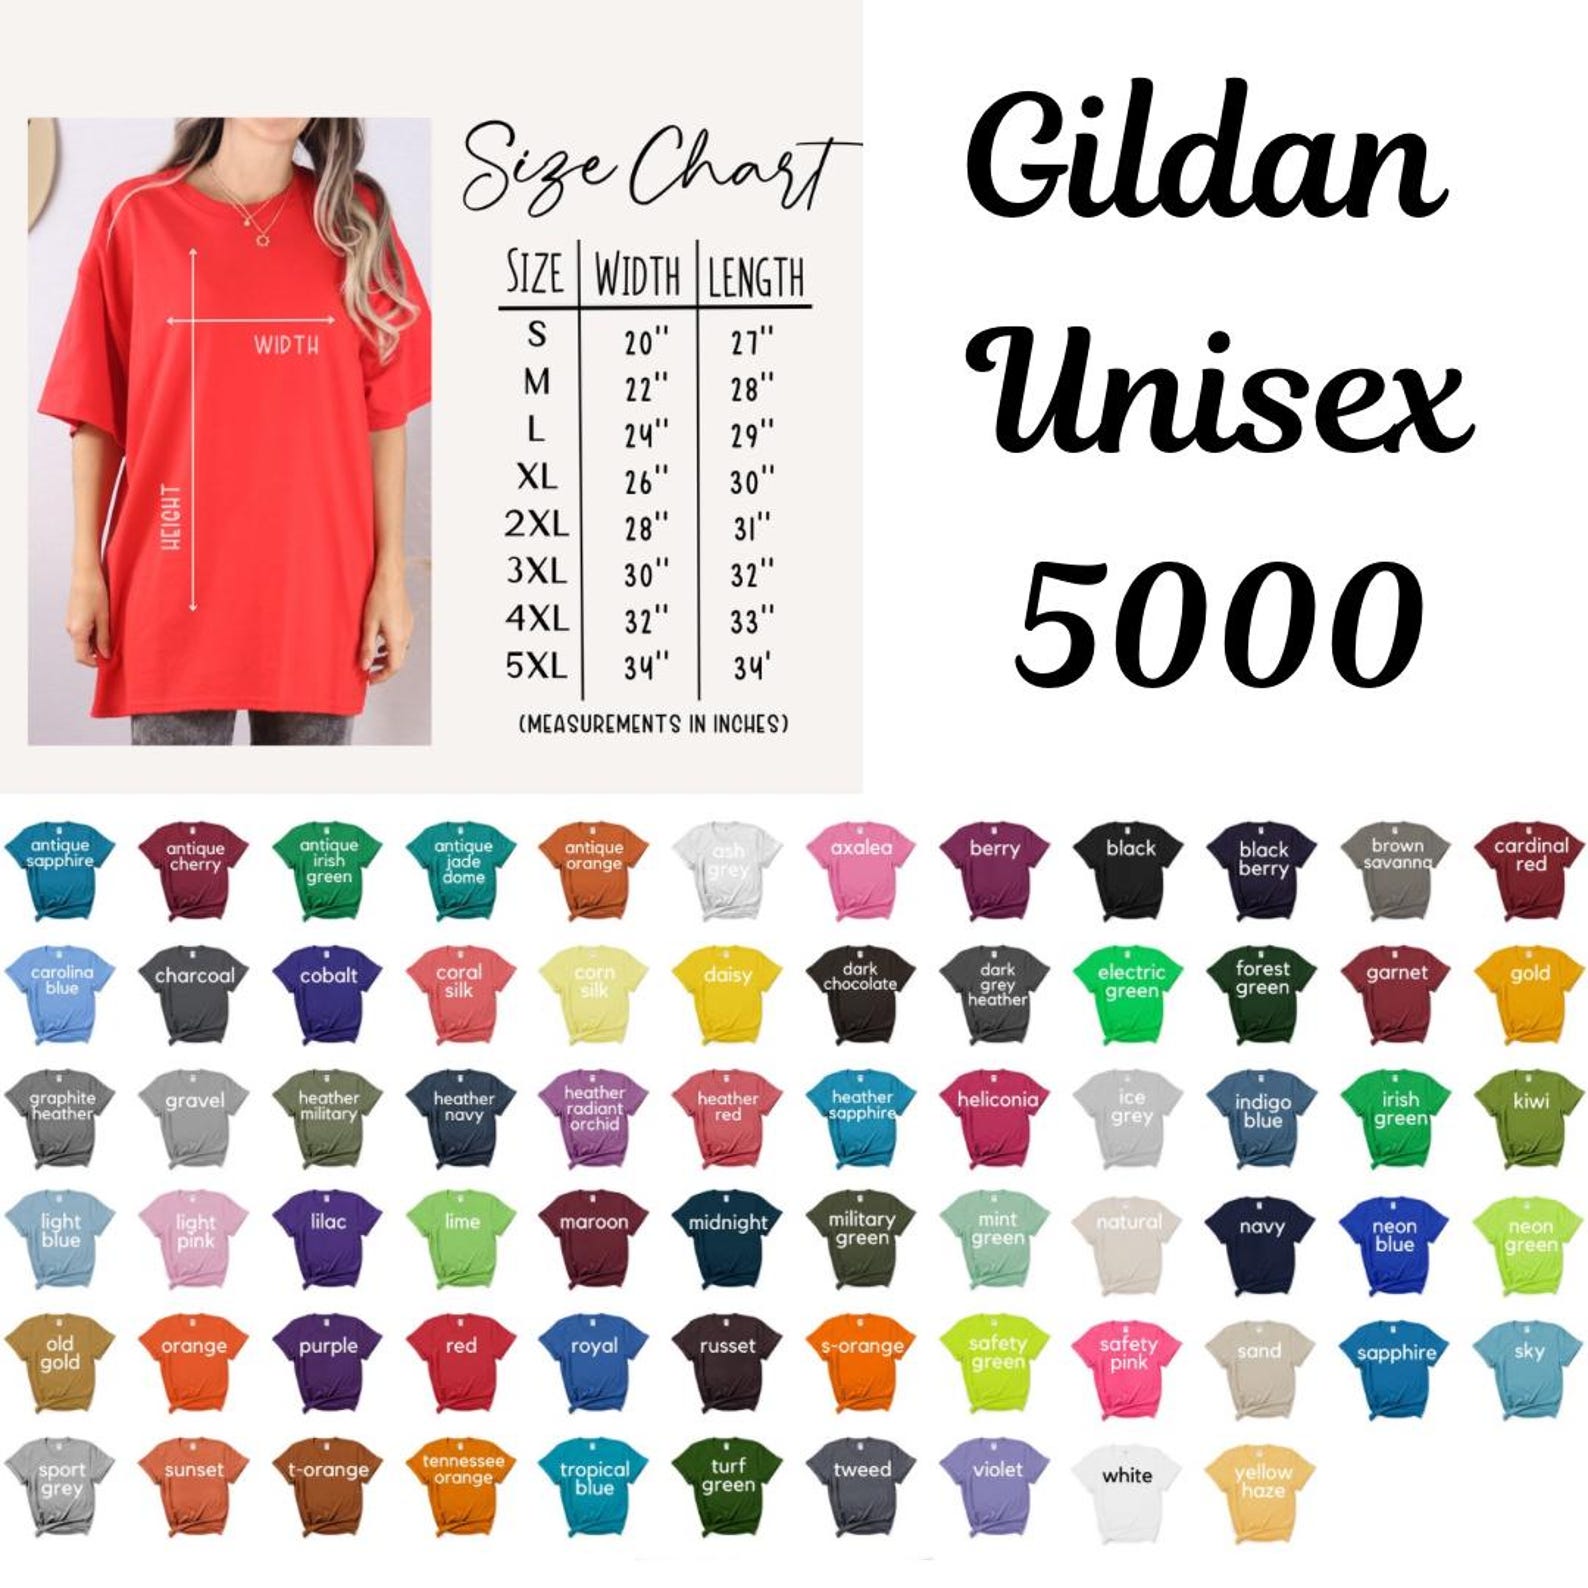 Size Chart
SIZE WIDTH LENGTH
S 20" 27"
M 22" 28"
L 24" 29"
XL 26" 30"
2XL 28" 31"
3XL 30" 32"
4XL 32" 33"
5XL 34" 34'
(MEASUREMENTS IN INCHES)
WIDTH
HEIGHT
Gildan
Unisex
5000
antique
sapphire
antique
cherry
antique
irish
green
antique
jade
dome
antique
orange
ash
grey
axalea
berry
black
black
berry
brown
savanna
cardinal
red
carolina
blue
charcoal
cobalt
coral
silk
corn
silk
daisy
dark
chocolate
dark
grey
heather
electric
green
forest
green
garnet
gold
graphite
heather
gravel
heather
military
heather
navy
heather
radiant
orchid
heather
red
heather
sapphire
heliconia
ice
grey
indigo
blue
irish
green
kiwi
light
blue
light
pink
lilac
lime
maroon
midnight
military
green
mint
green
natural
navy
neon
blue
neon
green
old
gold
orange
purple
red
royal
russet
s-orange
safety
green
safety
pink
sand
sapphire
sky
sport
grey
sunset
t-orange
tennessee
orange
tropical
blue
turf
green
tweed
violet
white
yellow
haze